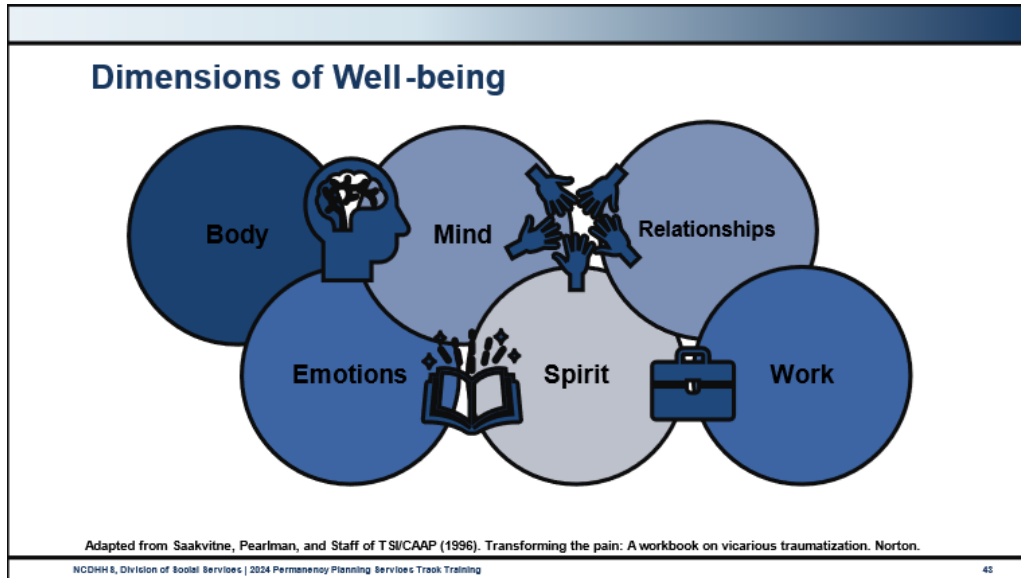 Dimensions of Well-being
Body
Mind
Relationships
Emotions
Spirit
Work
Adapted from Saakvitne, Pearlman, and Staff of TSI/CAAP (1996). Transforming the pain: A workbook on vicarious traumatization. Norton.
NCDHHS, Division of Social Services | 2024 Permanency Planning Services Track Training
43